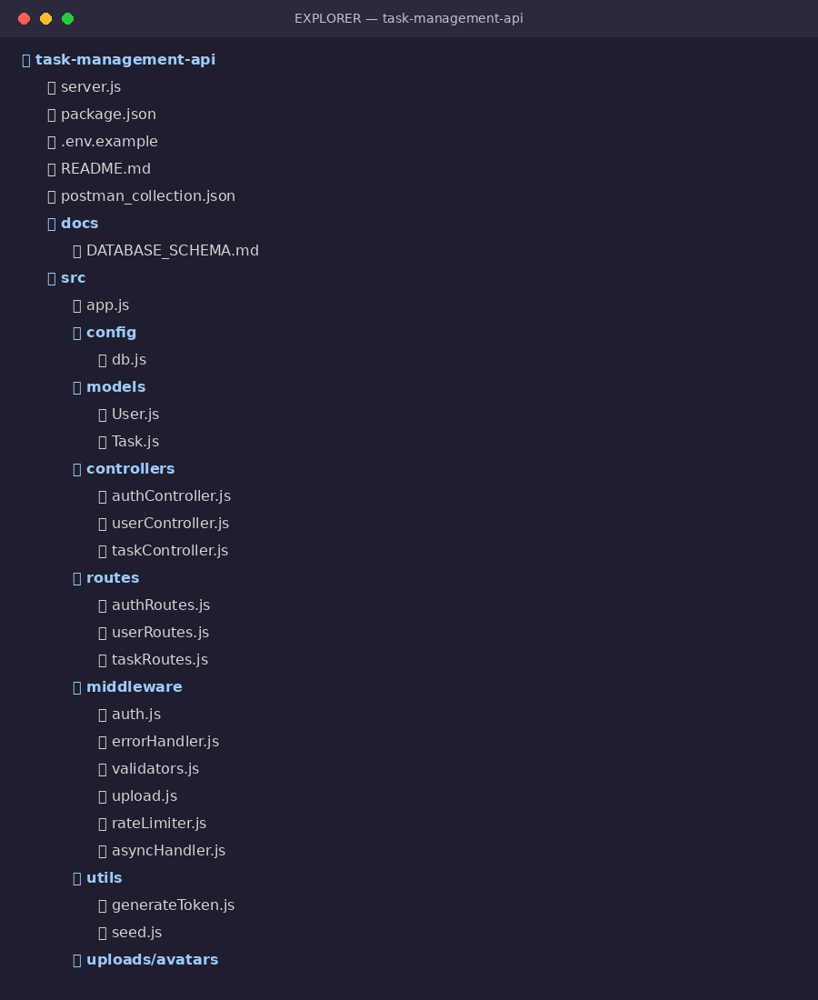 EXPLORER — task-management-api
task-management-api
server.js
package.json
.env.example
README.md
postman_collection.json
docs
DATABASE_SCHEMA.md
src
app.js
config
db.js
models
User.js
Task.js
controllers
authController.js
userController.js
taskController.js
routes
authRoutes.js
userRoutes.js
taskRoutes.js
middleware
auth.js
errorHandler.js
validators.js
upload.js
rateLimiter.js
asyncHandler.js
utils
generateToken.js
seed.js
uploads/avatars